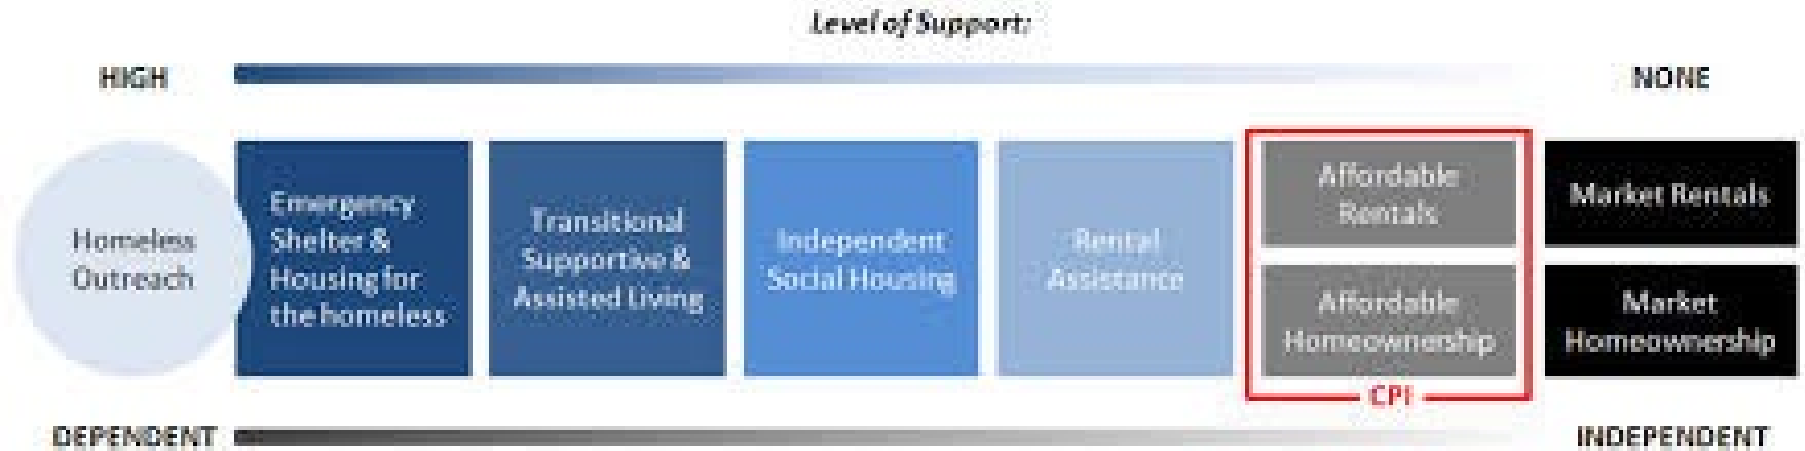 Level of Support:
HIGH
NONE
Homeless
Outreach
Emergency
Shelter &
Housing for
the homeless
Transitional
Supportive &
Assisted Living
Independent
Social Housing
Rental
Assistance
Affordable
Rentals
Affordable
Homeownership
CPI
Market Rentals
Market
Homeownership
DEPENDENT
INDEPENDENT